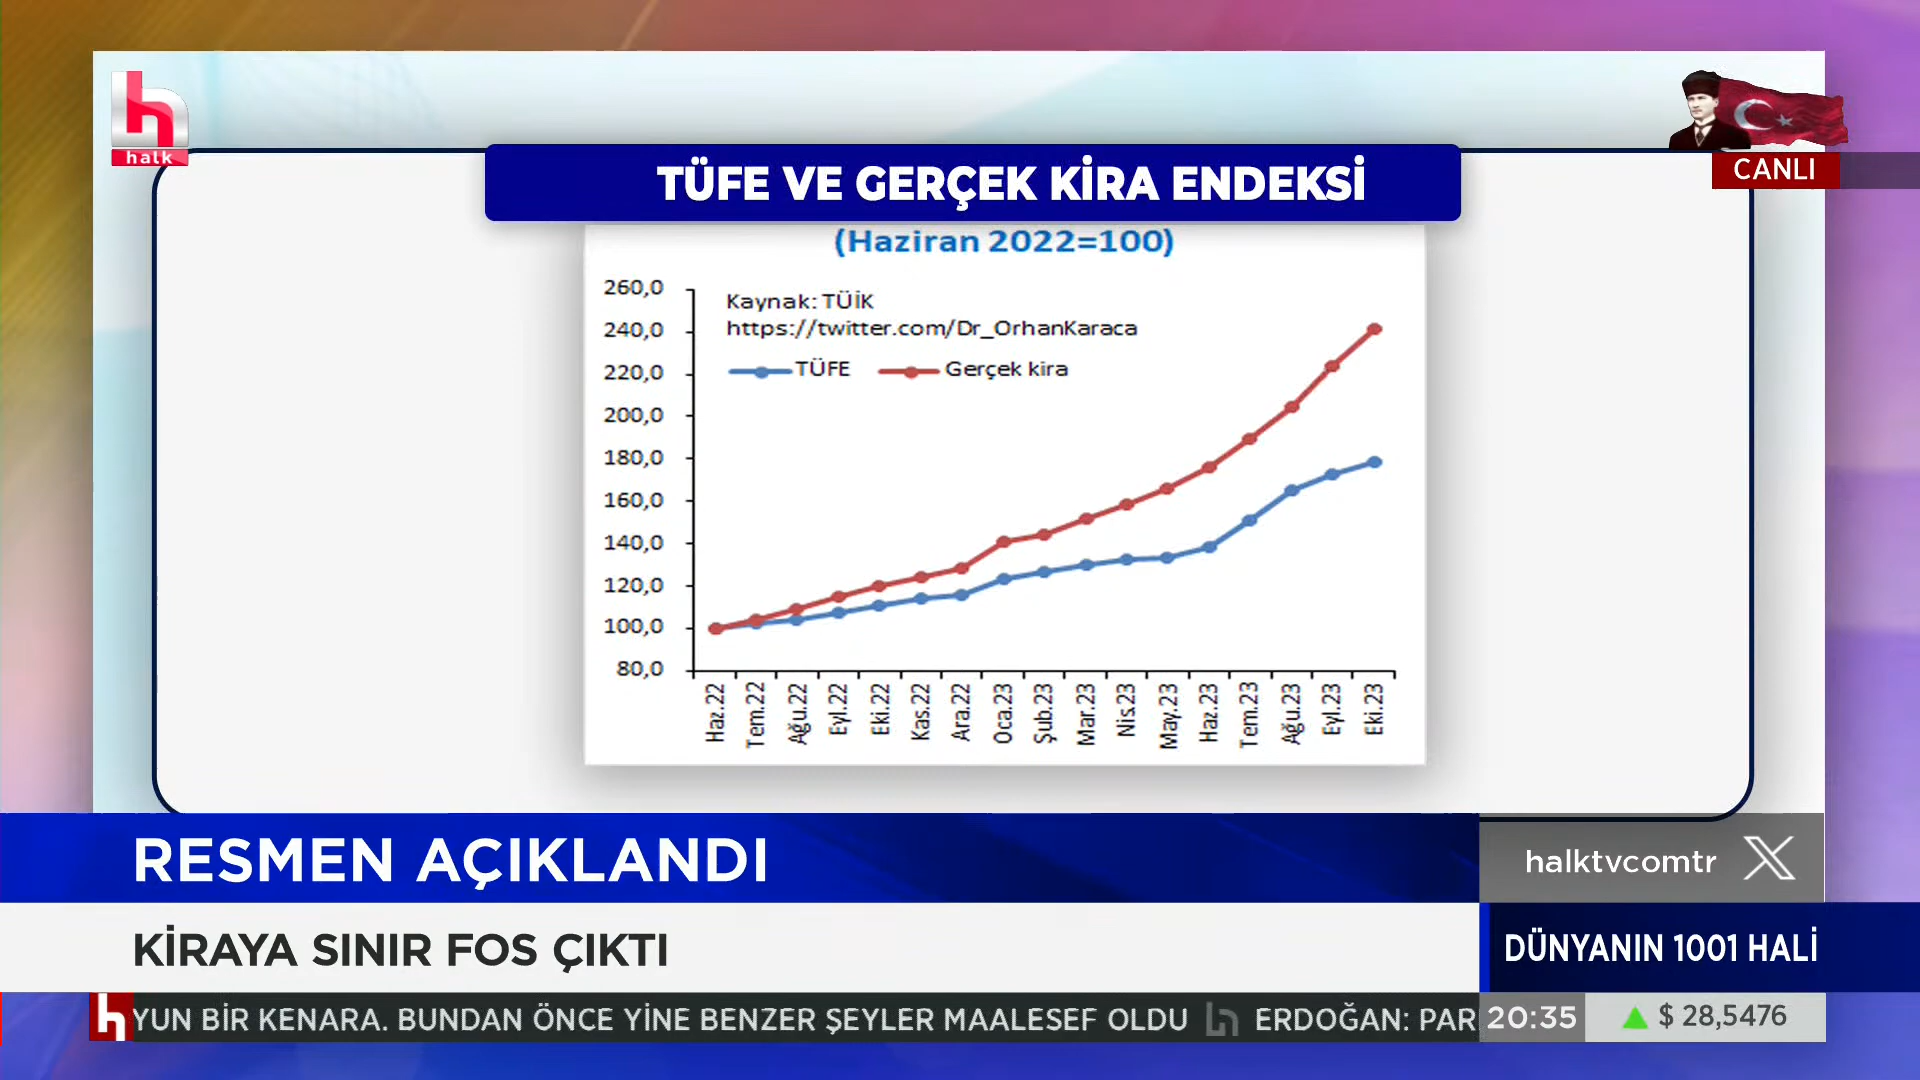 halk
CANLI
TÜFE VE GERÇEK KİRA ENDEKSİ
(Haziran 2022=100)
Kaynak: TÜİK
https://twitter.com/Dr_OrhanKaraca
TÜFE
Gerçek kira
260,0
240,0
220,0
200,0
180,0
160,0
140,0
120,0
100,0
80,0
Haz.22
Tem.22
Ağu.22
Eyl.22
Eki.22
Kas.22
Ara.22
Oca.23
Şub.23
Mar.23
Nis.23
May.23
Haz.23
Tem.23
Ağu.23
Eyl.23
Eki.23
RESMEN AÇIKLANDI
halktvcomtr
KİRAYA SINIR FOS ÇIKTI
DÜNYANIN 1001 HALİ
YUN BİR KENARA. BUNDAN ÖNCE YİNE BENZER ŞEYLER MAALESEF OLDU
ERDOĞAN: PAR
20:35
$ 28,5476